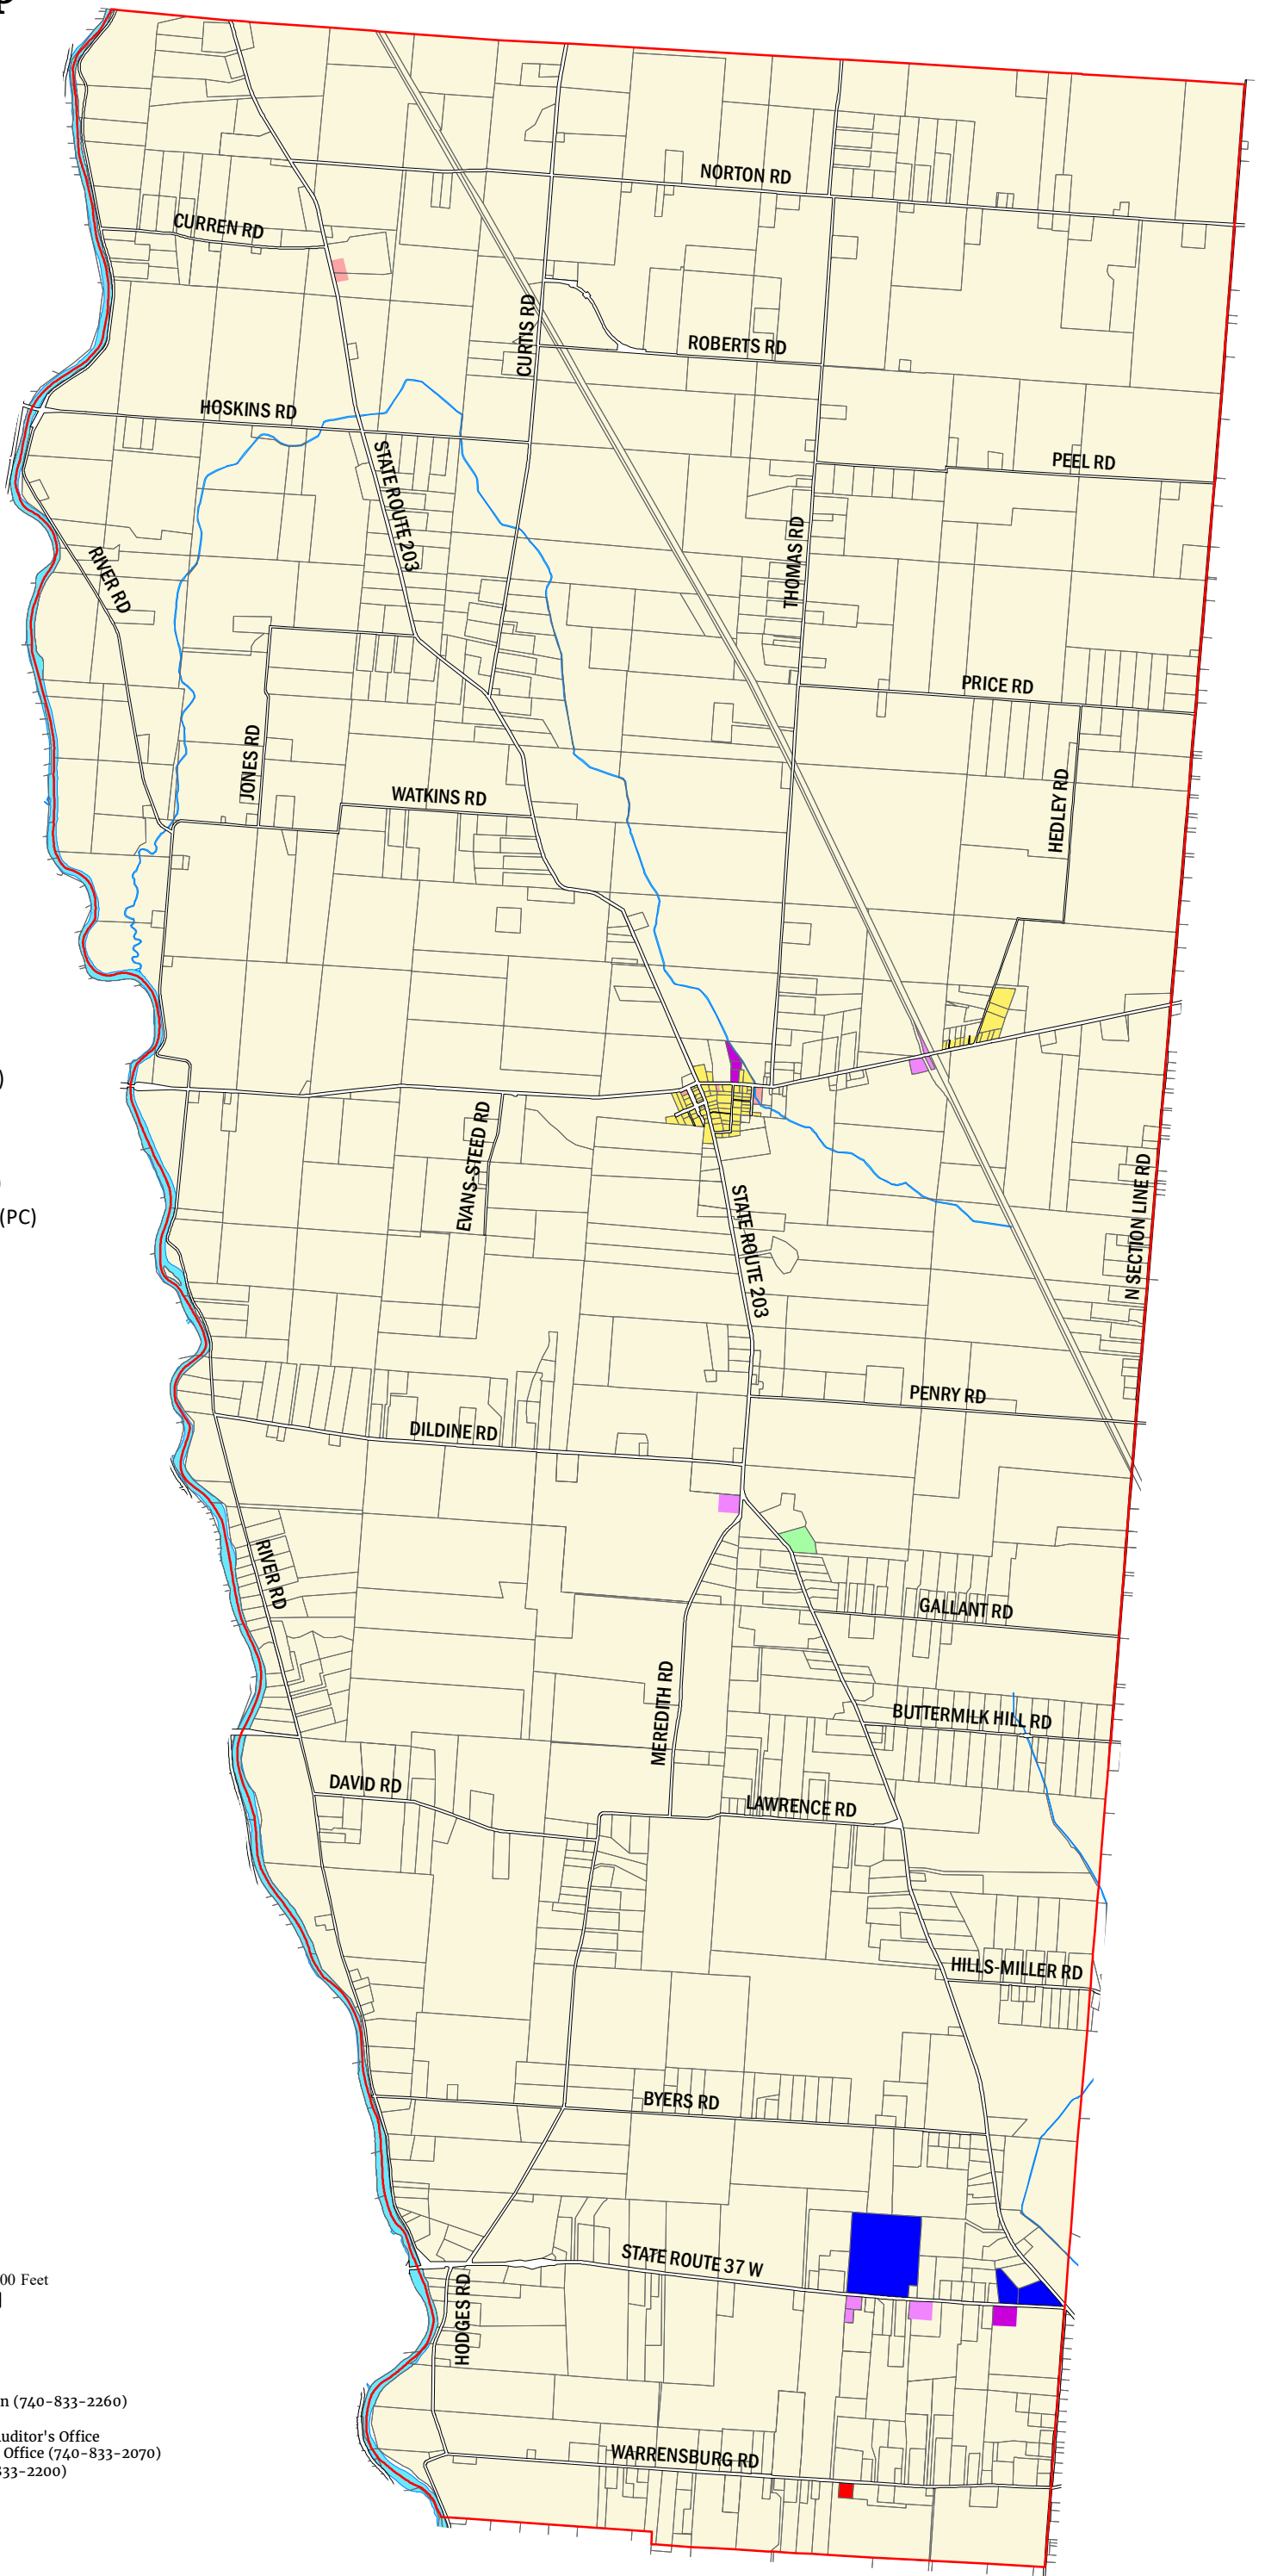 NORTON RD
CURREN RD
CURTIS RD
ROBERTS RD
HOSKINS RD
STATE ROUTE 203
PEEL RD
THOMAS RD
RIVER RD
PRICE RD
JONES RD
WATKINS RD
HEDLEY RD
)
EVANS-STEED RD
N SECTION LINE RD
)
(PC)
STATE ROUTE 203
PENRY RD
DILDINE RD
RIVER RD
GALLANT RD
MEREDITH RD
BUTTERMILK HILL RD
DAVID RD
LAWRENCE RD
HILLS-MILLER RD
BYERS RD
STATE ROUTE 37 W
00 Feet
HODGES RD
n (740-833-2260)
uditor's Office
Office (740-833-2070)
33-2200)
WARRENSBURG RD